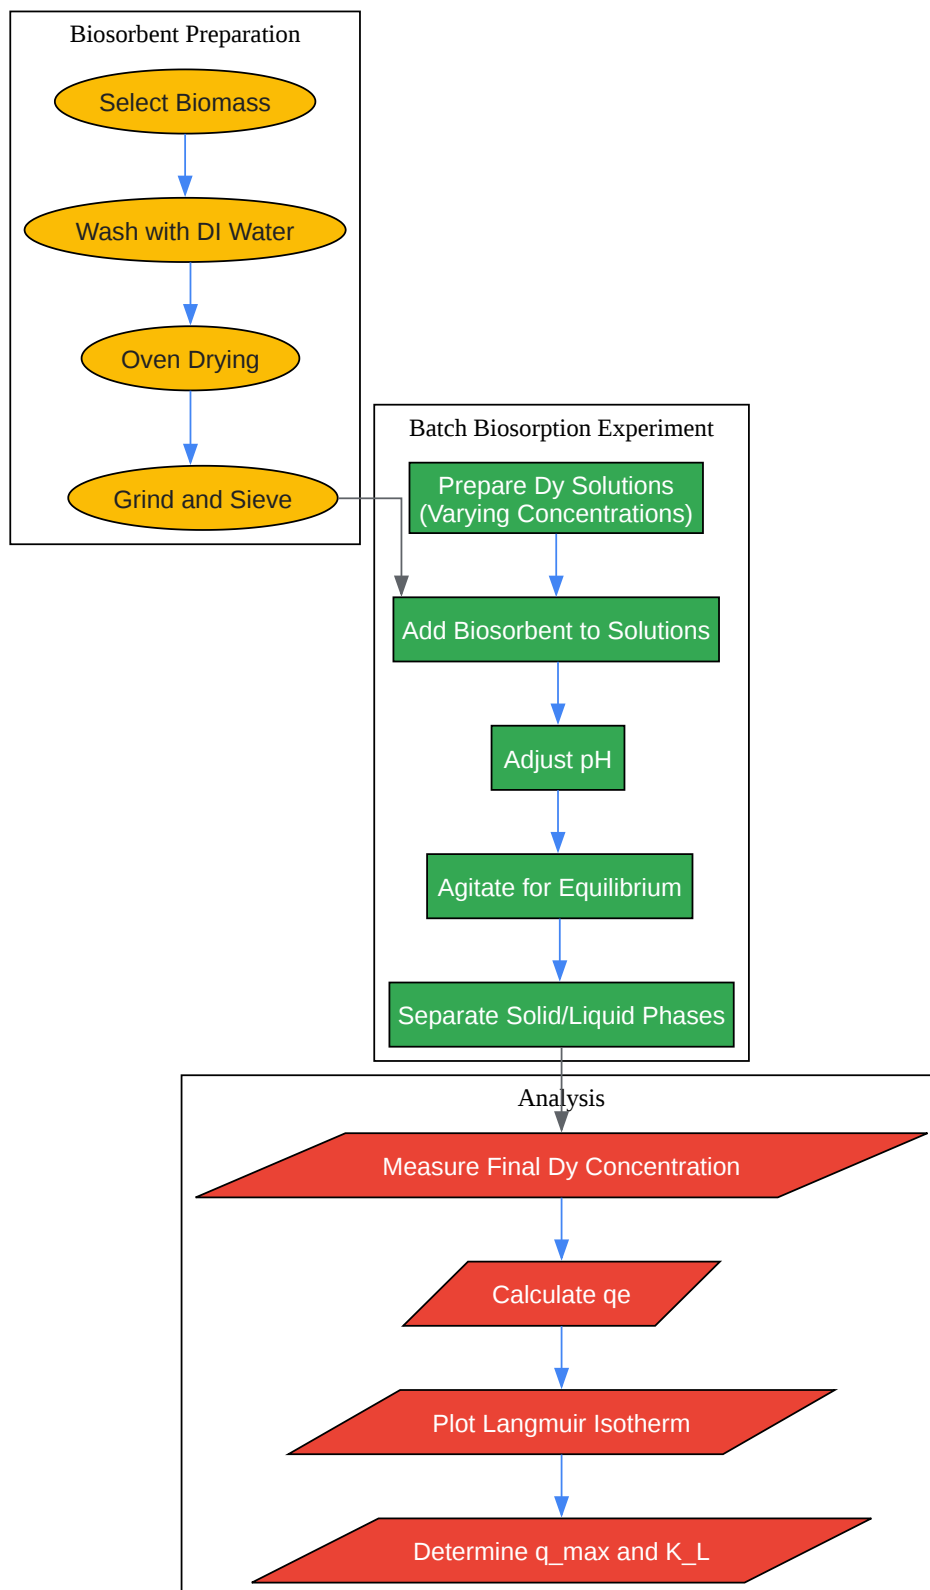 Biosorbent Preparation
Select Biomass
Wash with DI Water
Oven Drying
Grind and Sieve
Batch Biosorption Experiment
Prepare Dy Solutions
(Varying Concentrations)
Add Biosorbent to Solutions
Adjust pH
Agitate for Equilibrium
Separate Solid/Liquid Phases
Analysis
Measure Final Dy Concentration
Calculate qe
Plot Langmuir Isotherm
Determine q_max and K_L